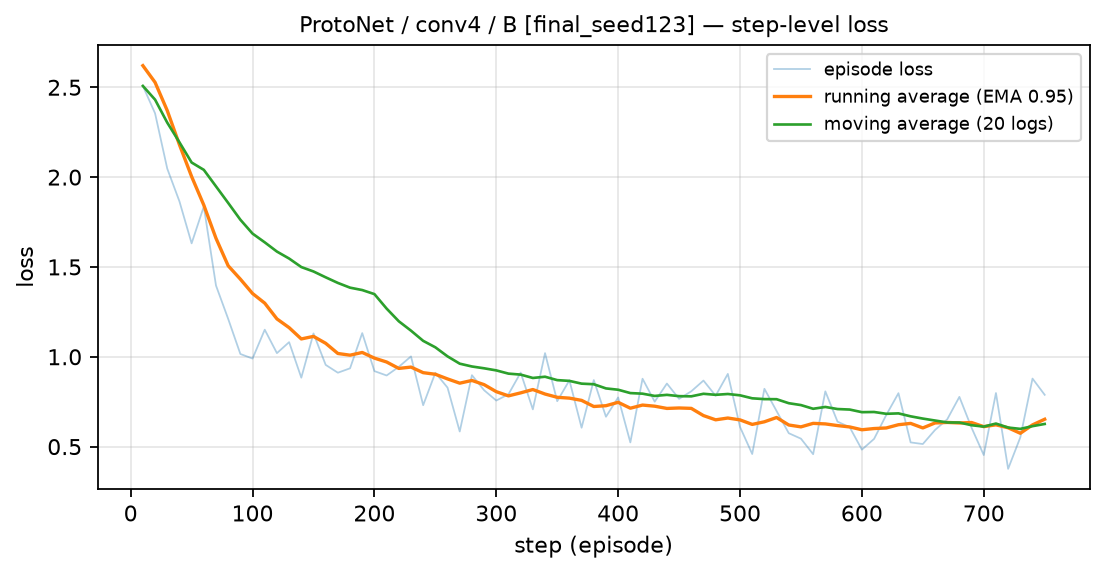 ProtoNet / conv4 / B [final_seed123] — step-level loss
episode loss
running average (EMA 0.95)
moving average (20 logs)
loss
2.5
2.0
1.5
1.0
0.5
0 100 200 300 400 500 600 700
step (episode)